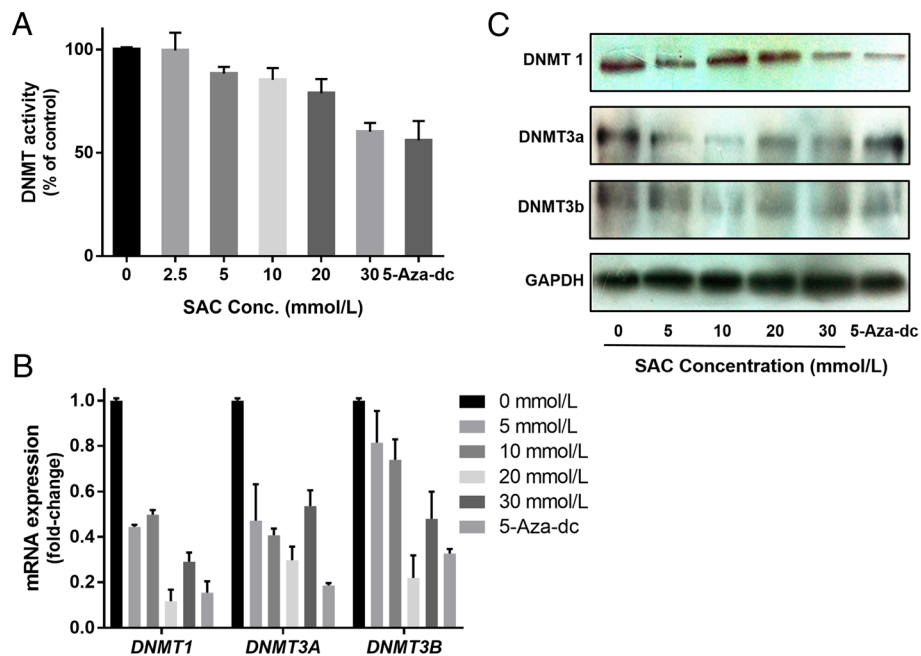 A
100
50
0
DNMT activity
(% of control)
0 2.5 5 10 20 30 5-Aza-dc
SAC Conc. (mmol/L)
B
1.0
0.8
0.6
0.4
0.2
0.0
mRNA expression
(fold-change)
DNMT1 DNMT3A DNMT3B
0 mmol/L
5 mmol/L
10 mmol/L
20 mmol/L
30 mmol/L
5-Aza-dc
C
DNMT 1
DNMT3a
DNMT3b
GAPDH
0 5 10 20 30 5-Aza-dc
SAC Concentration (mmol/L)